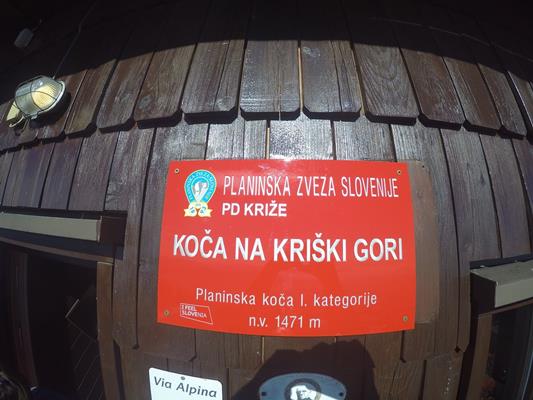 PLANINSKA ZVEZA SLOVENIJE
PD KRIŽE
KOČA NA KRIŠKI GORI
Planinska koča I. kategorije
n.v. 1471 m
I FEEL
SLOVENIA
Via Alpina